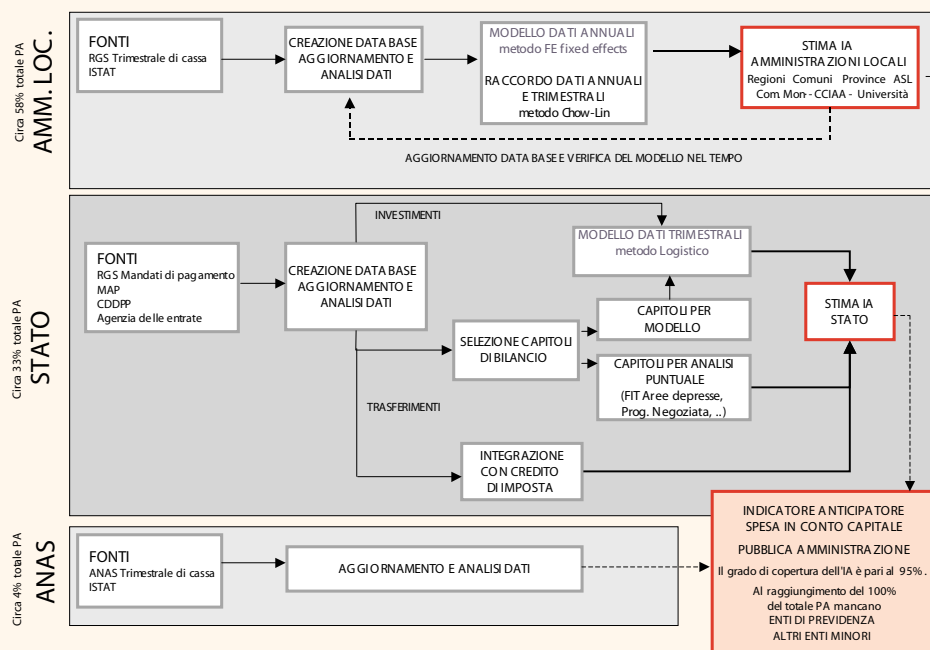 Circa 58% totale PA
AMM. LOC.
FONTI
RGS Trimestrale di cassa
ISTAT
CREAZIONE DATA BASE
AGGIORNAMENTO E
ANALISI DATI
MODELLO DATI ANNUALI
metodo FE fixed effects
RACCORDO DATI ANNUALI
E TRIMESTRALI
metodo Chow-Lin
STIMA IA
AMMINISTRAZIONI LOCALI
Regioni Comuni Province ASL
Com. Mon-- CCIAA - Università
AGGIORNAMENTO DATA BASE E VERIFICA DEL MODELLO NEL TEMPO
Circa 33% totale PA
STATO
INVESTIMENTI
FONTI
RGS Mandati di pagamento
MAP
CDDPP
Agenzia delle entrate
CREAZIONE DATA BASE
AGGIORNAMENTO E
ANALISI DATI
MODELLO DATI TRIMESTRALI
metodo Logistico
SELEZIONE CAPITOLI
DI BILANCIO
CAPITOLI PER
MODELLO
CAPITOLI PER ANALISI
PUNTUALE
(FIT Aree depresse,
Prog. Negoziata, ..)
STIMA IA
STATO
TRASFERIMENTI
INTEGRAZIONE
CON CREDITO
DI IMPOSTA
Circa 4% totale PA
ANAS
FONTI
ANAS Trimestrale di cassa
ISTAT
AGGIORNAMENTO E ANALISI DATI
INDICATORE ANTICIPATORE
SPESA IN CONTO CAPITALE
PUBBLICA AMMINISTRAZIONE
Il grado di copertura dell'IA è pari al 95%.
Al raggiungimento del 100%
del totale PA mancano
ENTI DI PREVIDENZA
ALTRI ENTI MINORI